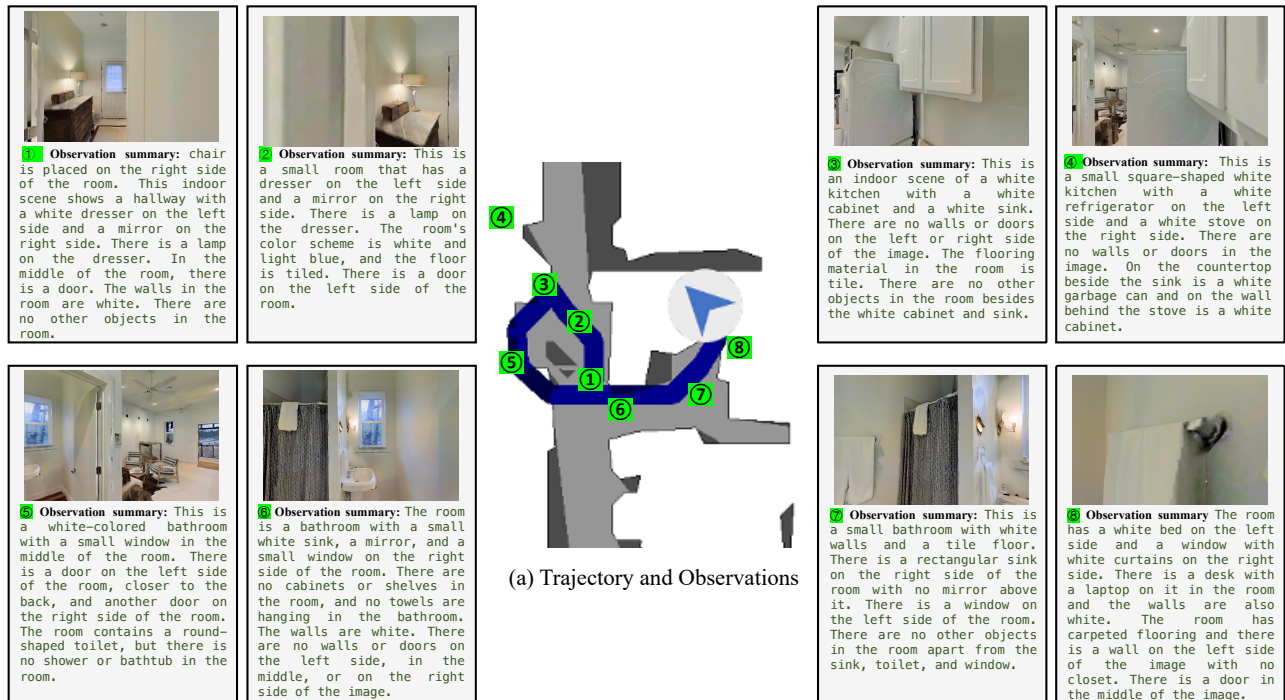 ① Observation summary: chair
is placed on the right side
of the room. This indoor
scene shows a hallway with
a white dresser on the left
side and a mirror on the
right side. There is a lamp
on the dresser. In the
middle of the room, there
is a door. The walls in the
room are white. There are
no other objects in the
room.
② Observation summary: This is
a small room that has a
dresser on the left side
and a mirror on the right
side. There is a lamp on
the dresser. The room's
color scheme is white and
light blue, and the floor
is tiled. There is a door
on the left side of the
room.
④
③
②
⑤
①
⑥
⑦
⑧
(a) Trajectory and Observations
③ Observation summary: This is
an indoor scene of a white
kitchen with a white
cabinet and a white sink.
There are no walls or doors
on the left or right side
of the image. The flooring
material in the room is
tile. There are no other
objects in the room besides
the white cabinet and sink.
④ Observation summary: This is
a small square-shaped white
kitchen with a white
refrigerator on the left
side and a white stove on
the right side. There are
no walls or doors in the
image. On the countertop
beside the sink is a white
garbage can and on the wall
behind the stove is a white
cabinet.
⑤ Observation summary: This is
a white-colored bathroom
with a small window in the
middle of the room. There
is a door on the left side
of the room, closer to the
back, and another door on
the right side of the room.
The room contains a round-
shaped toilet, but there is
no shower or bathtub in the
room.
⑥ Observation summary: The room
is a bathroom with a small
white sink, a mirror, and a
small window on the right
side of the room. There are
no cabinets or shelves in
the room, and no towels are
hanging in the bathroom.
The walls are white. There
are no walls or doors on
the left side, in the
middle, or on the right
side of the image.
⑦ Observation summary: This is
a small bathroom with white
walls and a tile floor.
There is a rectangular sink
on the right side of the
room with no mirror above
it. There is a window on
the left side of the room.
There are no other objects
in the room apart from the
sink, toilet, and window.
⑧ Observation summary The room
has a white bed on the left
side and a window with
white curtains on the right
side. There is a desk with
a laptop on it in the room
and the walls are also
white. The room has
carpeted flooring and there
is a wall on the left side
of the image with no
closet. There is a door in
the middle of the image.